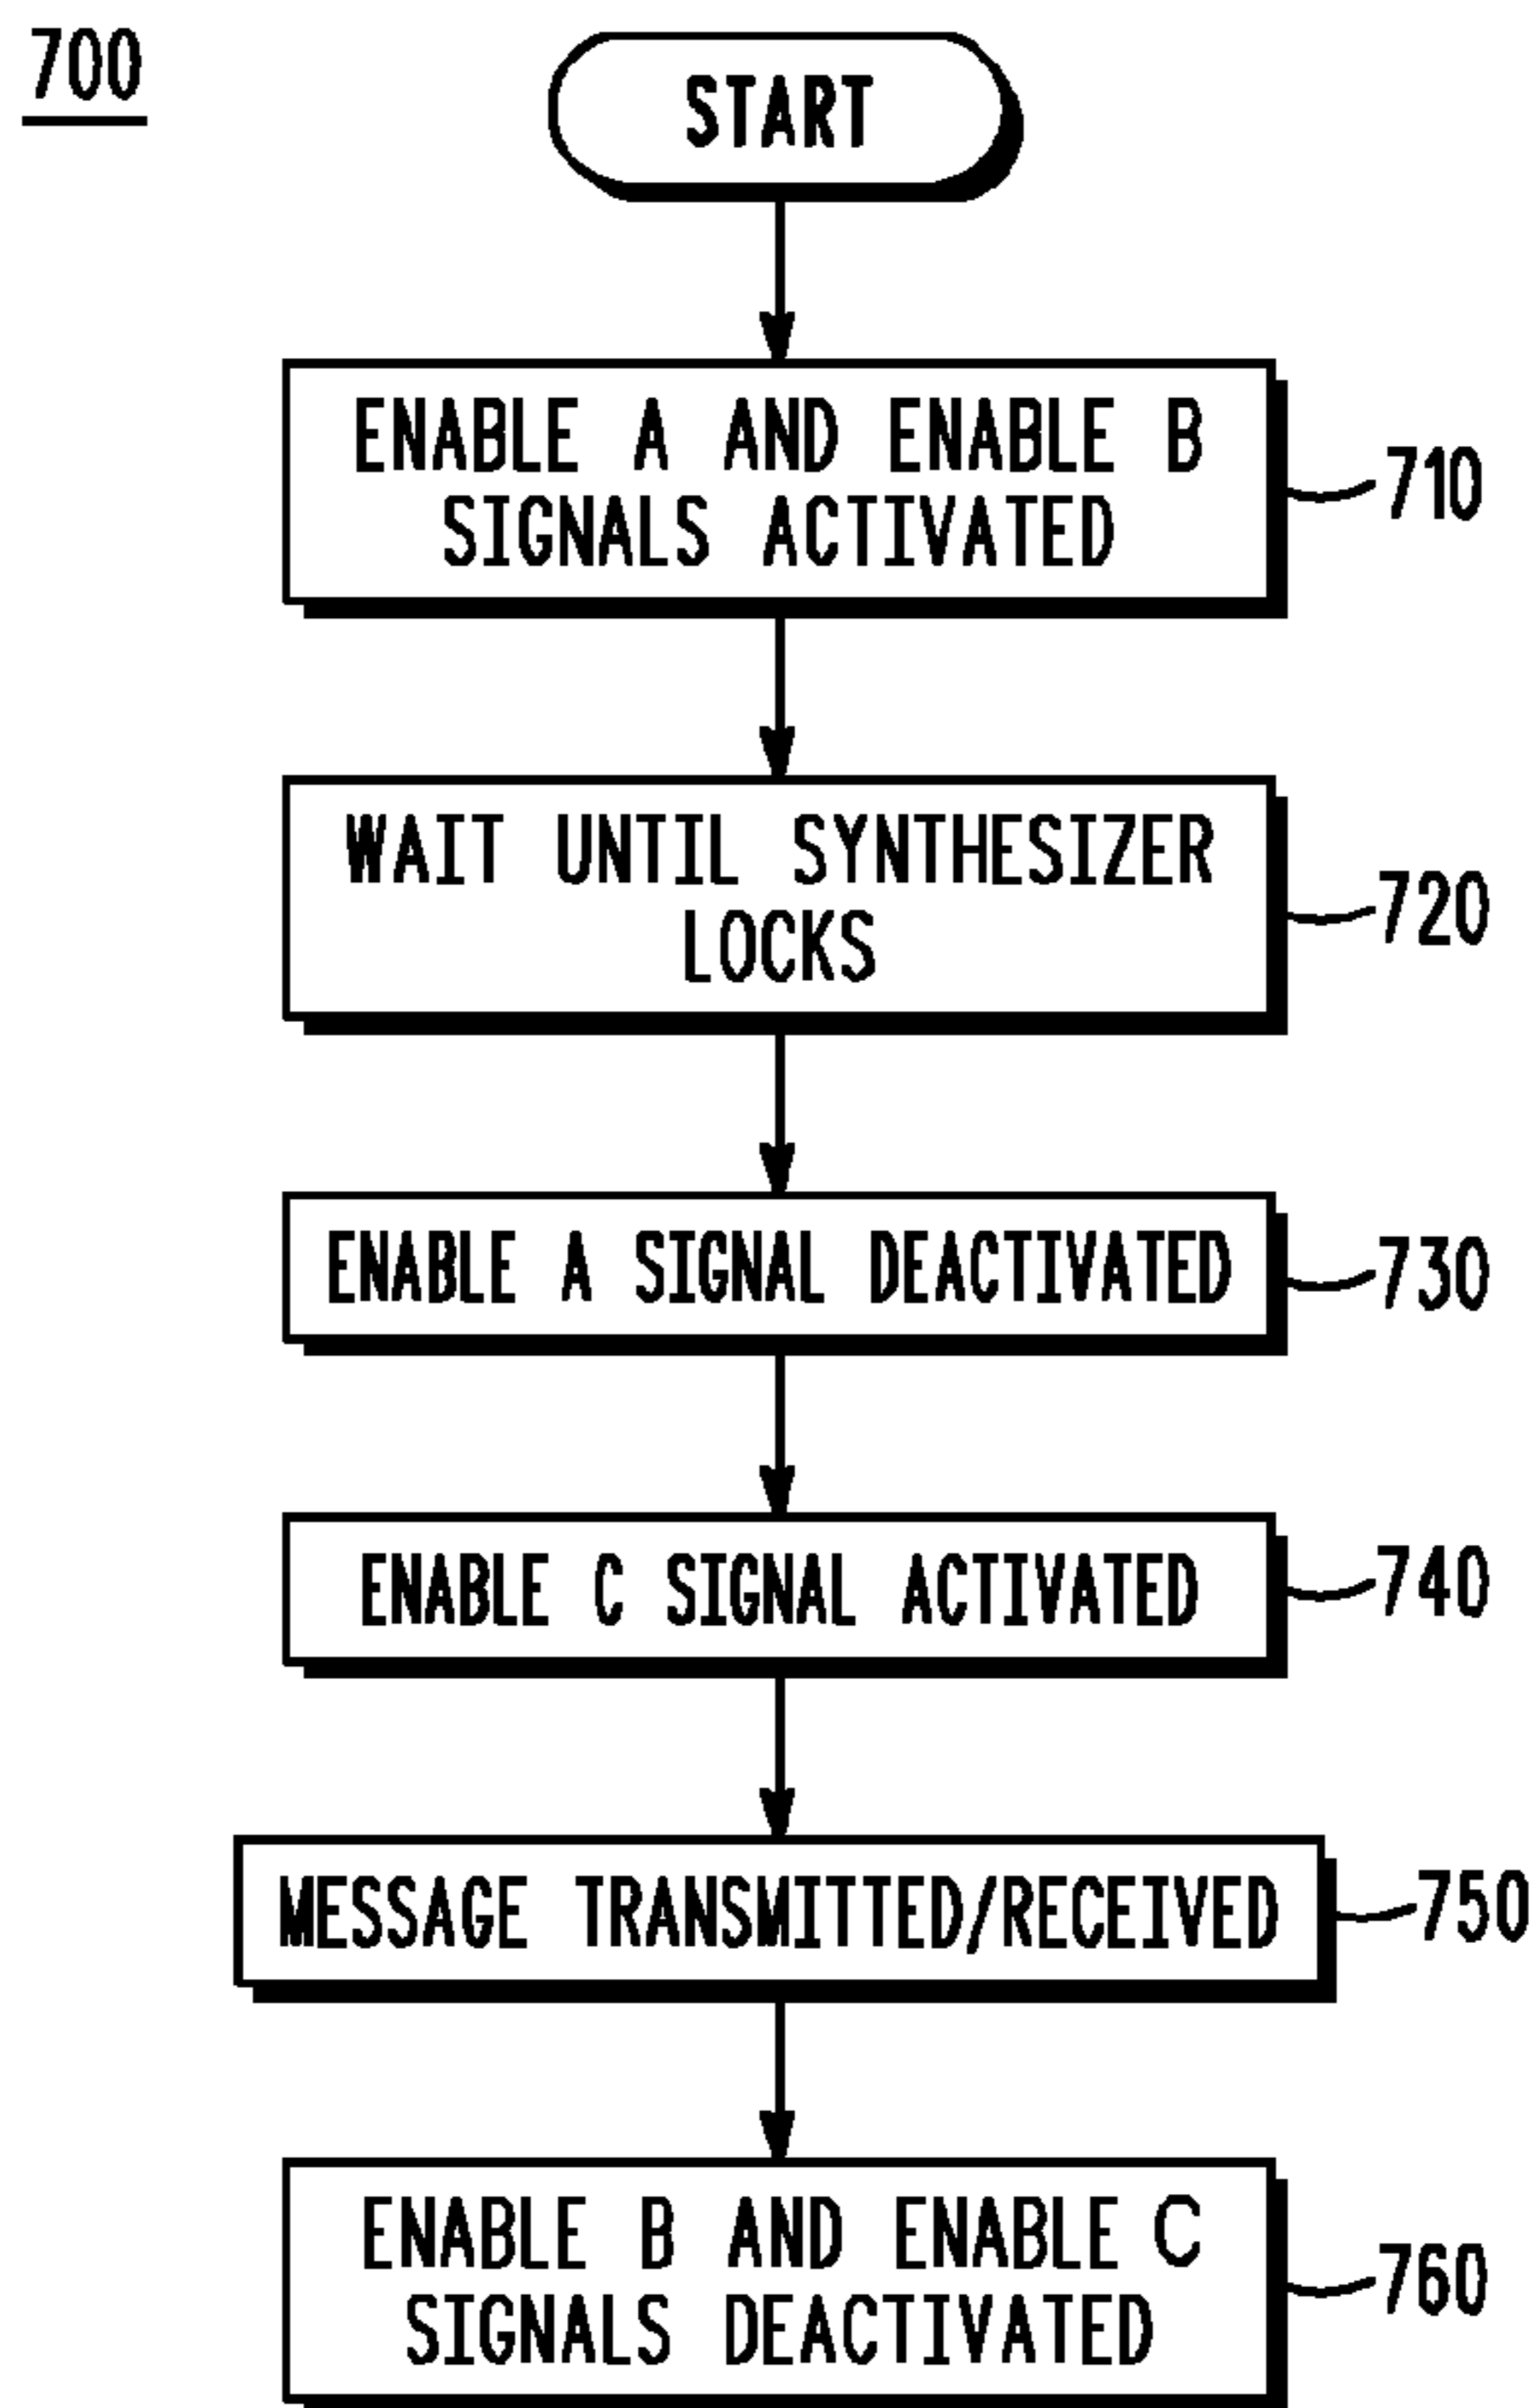 700
START
ENABLE A AND ENABLE B
SIGNALS ACTIVATED
710
WAIT UNTIL SYNTHESIZER
LOCKS
720
ENABLE A SIGNAL DEACTIVATED
730
ENABLE C SIGNAL ACTIVATED
740
MESSAGE TRANSMITTED/RECEIVED
750
ENABLE B AND ENABLE C
SIGNALS DEACTIVATED
760